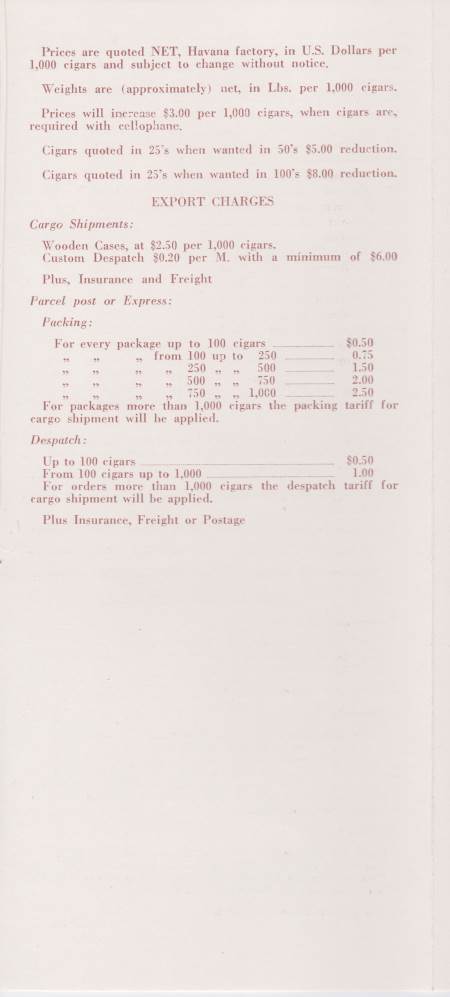 Prices are quoted NET, Havana factory, in U.S. Dollars per
1,000 cigars and subject to change without notice.
Weights are (approximately) net, in Lbs. per 1,000 cigars.
Prices will increase $3.00 per 1,000 cigars, when cigars are,
required with cellophane.
Cigars quoted in 25's when wanted in 50's $5.00 reduction.
Cigars quoted in 25's when wanted in 100's $8.00 reduction.
EXPORT CHARGES
Cargo Shipments:
Wooden Cases, at $2.50 per 1,000 cigars.
Custom Despatch $0.20 per M. with a minimum of $6.00
Plus, Insurance and Freight
Parcel post or Express:
Packing:
For every package up to 100 cigars $0.50
„ „ „ from 100 up to 250 0.75
„ „ „ „ 250 „ „ 500 1.50
„ „ „ „ 500 „ „ 750 2.00
„ „ „ „ 750 „ „ 1,000 2.50
For packages more than 1,000 cigars the packing tariff for
cargo shipment will be applied.
Despatch:
Up to 100 cigars $0.50
From 100 cigars up to 1,000 1.00
For orders more than 1,000 cigars the despatch tariff for
cargo shipment will be applied.
Plus Insurance, Freight or Postage